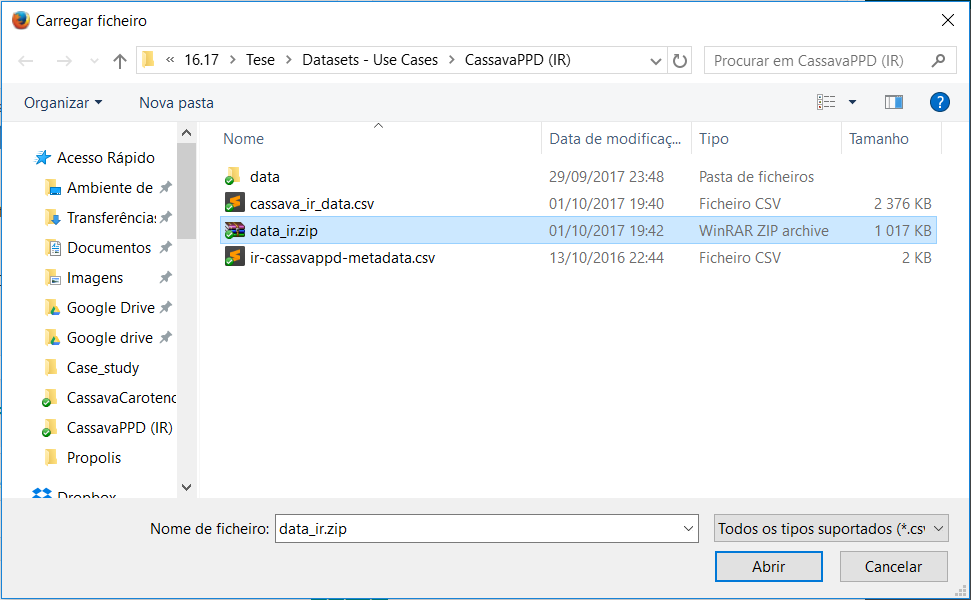 Carregar ficheiro
« 16.17 > Tese > Datasets - Use Cases > CassavaPPD (IR)
Procurar em CassavaPPD (IR)
Organizar
Nova pasta
?
Nome
Data de modificaç...
Tipo
Tamanho
Acesso Rápido
Ambiente de
Transferências
Documentos
Imagens
Google Drive
Google drive
Case_study
CassavaCaroteno
CassavaPPD (IR)
Propolis
Dropbox
data 29/09/2017 23:48 Pasta de ficheiros
cassava_ir_data.csv 01/10/2017 19:40 Ficheiro CSV 2 376 KB
data_ir.zip 01/10/2017 19:42 WinRAR ZIP archive 1 017 KB
ir-cassavappd-metadata.csv 13/10/2016 22:44 Ficheiro CSV 2 KB
Nome de ficheiro: data_ir.zip
Todos os tipos suportados (*.csv
Abrir
Cancelar